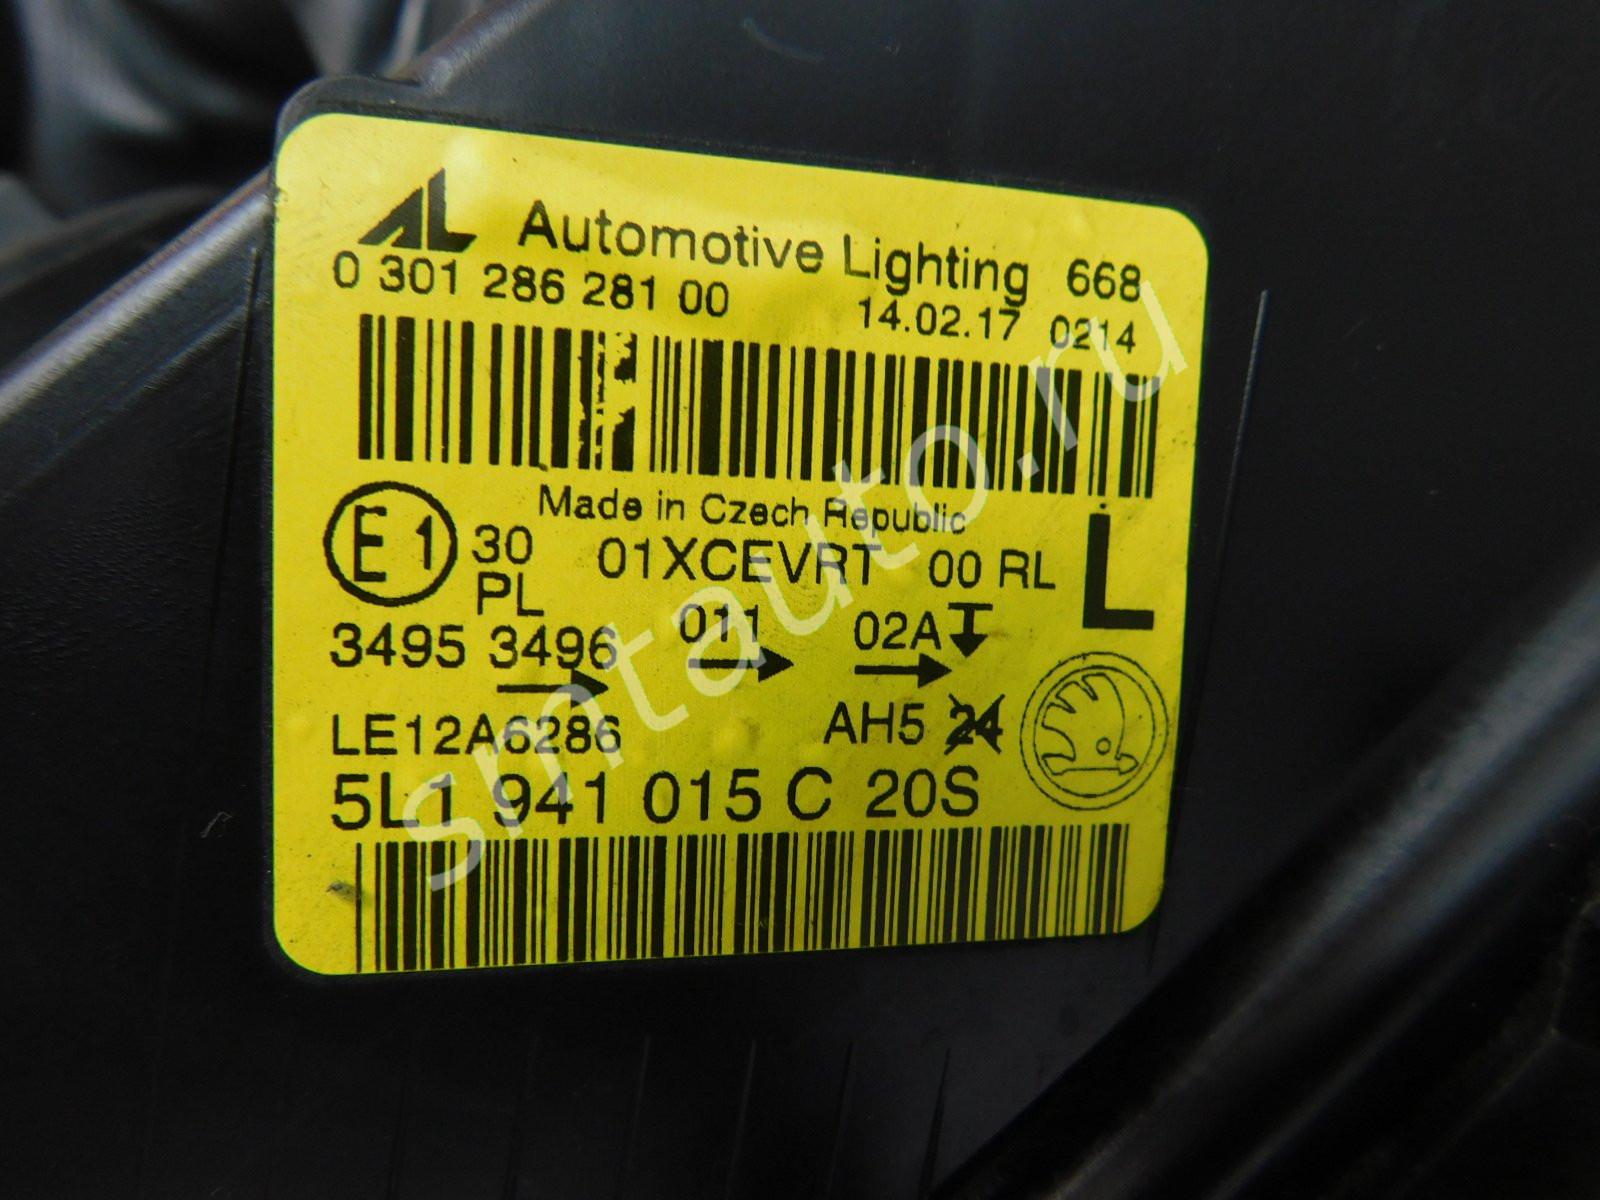 AL Automotive Lighting 668
0 301 286 281 00 14.02.17 0214
Made in Czech Republic
E1 30 01XCEVRT 00 RL L
PL
3495 3496 011 02A
LE12A6286 AH5 24
5L1 941 015 C 20S
smtauto.ru